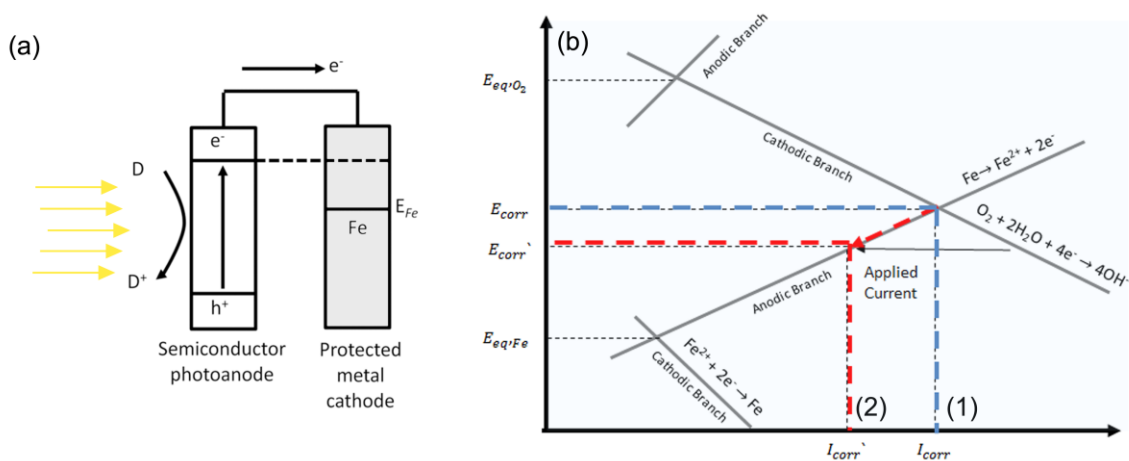 (a)
e⁻
e⁻
D
E_Fe
Fe
D⁺
h⁺
Semiconductor
photoanode
Protected
metal
cathode
(b)
Anodic Branch
E_eq,O₂
Cathodic Branch
Fe→ Fe²⁺ + 2e⁻
E_corr
O₂ + 2H₂O + 4e⁻ → 4OH⁻
E_corr`
Applied
Current
Anodic Branch
E_eq,Fe
Fe²⁺ + 2e⁻ → Fe
Cathodic Branch
(2)
(1)
I_corr`
I_corr